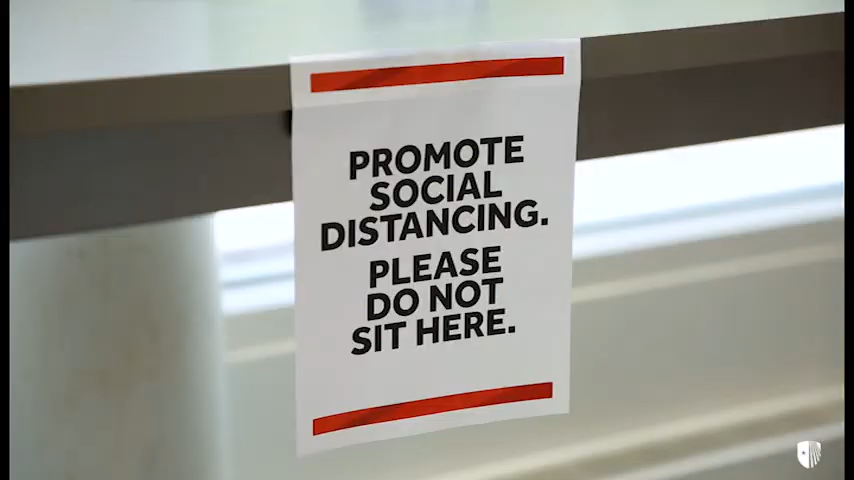 PROMOTE
SOCIAL
DISTANCING.
PLEASE
DO NOT
SIT HERE.